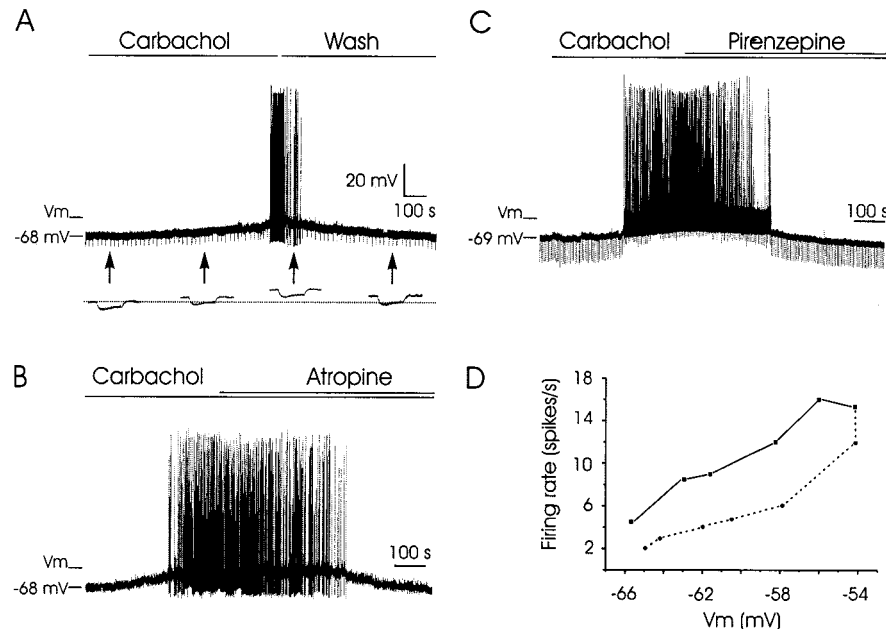 A
Carbachol Wash
20 mV
100 s
Vm
-68 mV
B
Carbachol Atropine
Vm
-68 mV
100 s
C
Carbachol Pirenzepine
100 s
-69 mV
D
Firing rate (spikes/s)
18
14
10
6
2
-66 -62 -58 -54
Vm (mV)